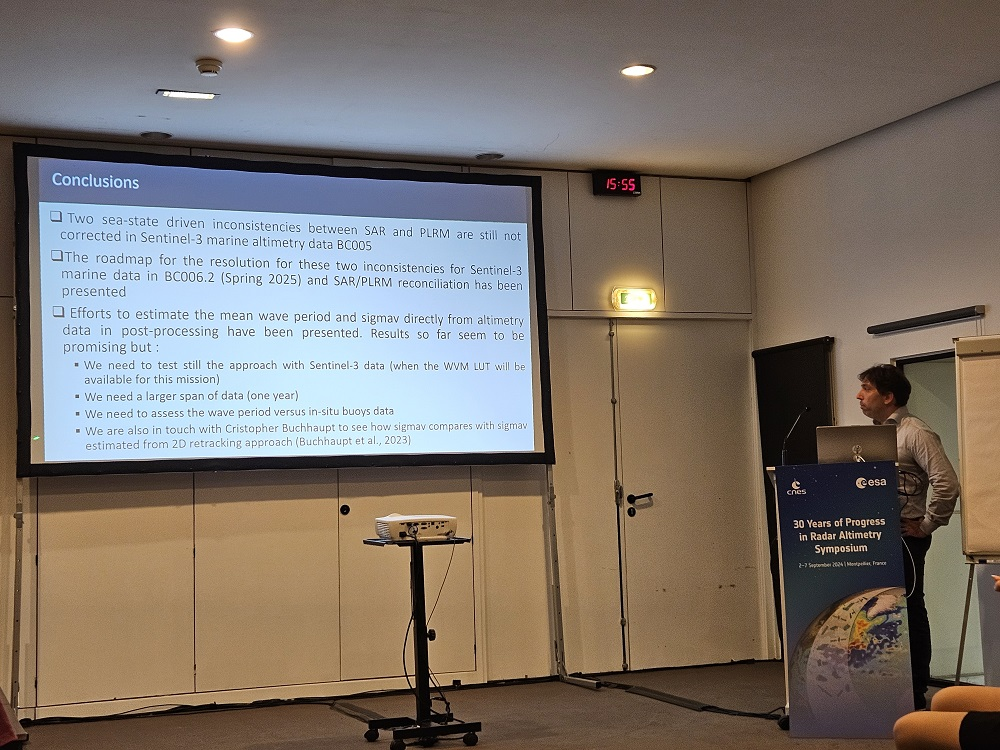 15:55
Conclusions
Two sea-state driven inconsistencies between SAR and PLRM are still not
corrected in Sentinel-3 marine altimetry data BC005
The roadmap for the resolution for these two inconsistencies for Sentinel-3
marine data in BC006.2 (Spring 2025) and SAR/PLRM reconciliation has been
presented
Efforts to estimate the mean wave period and sigmav directly from altimetry
data in post-processing have been presented. Results so far seem to be
promising but :
We need to test still the approach with Sentinel-3 data (when the WVM LUT will be
available for this mission)
We need a larger span of data (one year)
We need to assess the wave period versus in-situ buoys data
We are also in touch with Cristopher Buchhaupt to see how sigmav compares with sigmav
estimated from 2D retracking approach (Buchhaupt et al., 2023)
cnes
esa
30 Years of Progress
in Radar Altimetry
Symposium
2–7 September 2024 | Montpellier, France